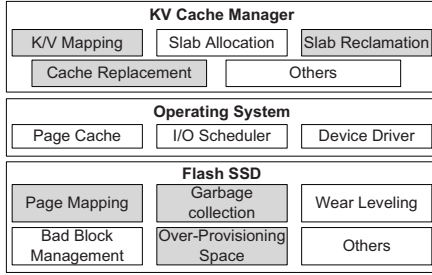 KV Cache Manager
K/V Mapping Slab Allocation Slab Reclamation
Cache Replacement Others
Operating System
Page Cache I/O Scheduler Device Driver
Flash SSD
Page Mapping Garbage collection Wear Leveling
Bad Block Management Over-Provisioning Space Others